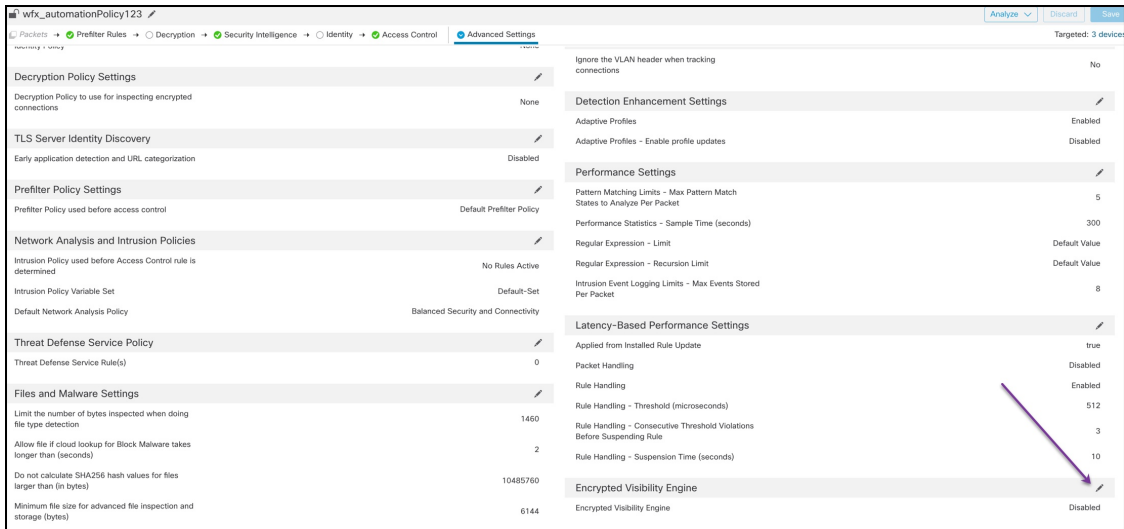 wfx_automationPolicy123
Analyze
Discard
Save
Packets → Prefilter Rules → Decryption → Security Intelligence → Identity → Access Control
Advanced Settings
Targeted: 3 devices
Identity Policy
None
Decryption Policy Settings
Decryption Policy to use for inspecting encrypted
connections
None
TLS Server Identity Discovery
Early application detection and URL categorization
Disabled
Prefilter Policy Settings
Prefilter Policy used before access control
Default Prefilter Policy
Network Analysis and Intrusion Policies
Intrusion Policy used before Access Control rule is
determined
No Rules Active
Intrusion Policy Variable Set
Default-Set
Default Network Analysis Policy
Balanced Security and Connectivity
Threat Defense Service Policy
Threat Defense Service Rule(s)
0
Files and Malware Settings
Limit the number of bytes inspected when doing
file type detection
1460
Allow file if cloud lookup for Block Malware takes
longer than (seconds)
2
Do not calculate SHA256 hash values for files
larger than (in bytes)
10485760
Minimum file size for advanced file inspection and
storage (bytes)
6144
Ignore the VLAN header when tracking
connections
No
Detection Enhancement Settings
Adaptive Profiles
Enabled
Adaptive Profiles - Enable profile updates
Disabled
Performance Settings
Pattern Matching Limits - Max Pattern Match
States to Analyze Per Packet
5
Performance Statistics - Sample Time (seconds)
300
Regular Expression - Limit
Default Value
Regular Expression - Recursion Limit
Default Value
Intrusion Event Logging Limits - Max Events Stored
Per Packet
8
Latency-Based Performance Settings
Applied from Installed Rule Update
true
Packet Handling
Disabled
Rule Handling
Enabled
Rule Handling - Threshold (microseconds)
512
Rule Handling - Consecutive Threshold Violations
Before Suspending Rule
3
Rule Handling - Suspension Time (seconds)
10
Encrypted Visibility Engine
Encrypted Visibility Engine
Disabled